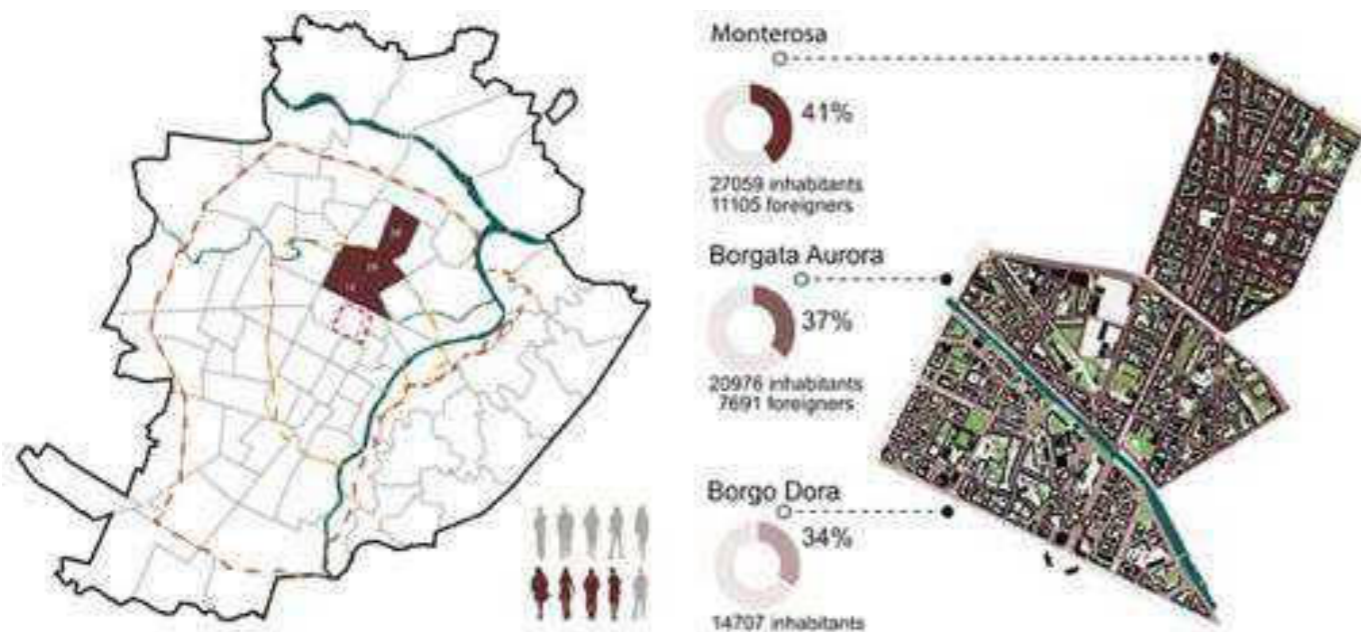 Monterosa
41%
27059 inhabitants
11105 foreigners
Borgata Aurora
37%
20976 inhabitants
7691 foreigners
Borgo Dora
34%
14707 inhabitants